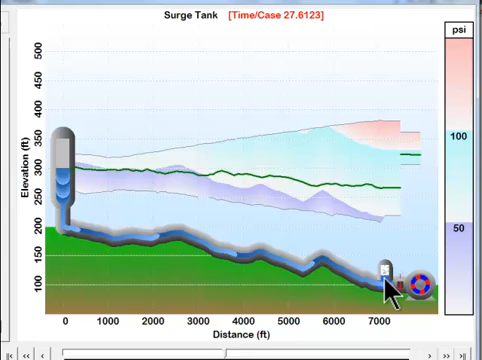 Surge Tank [Time/Case 27.6123]
psi
100
50
Elevation (ft)
500
450
400
350
300
250
200
150
100
0 1000 2000 3000 4000 5000 6000 7000
Distance (ft)
|‹ ‹‹ ‹ › ›› ›|